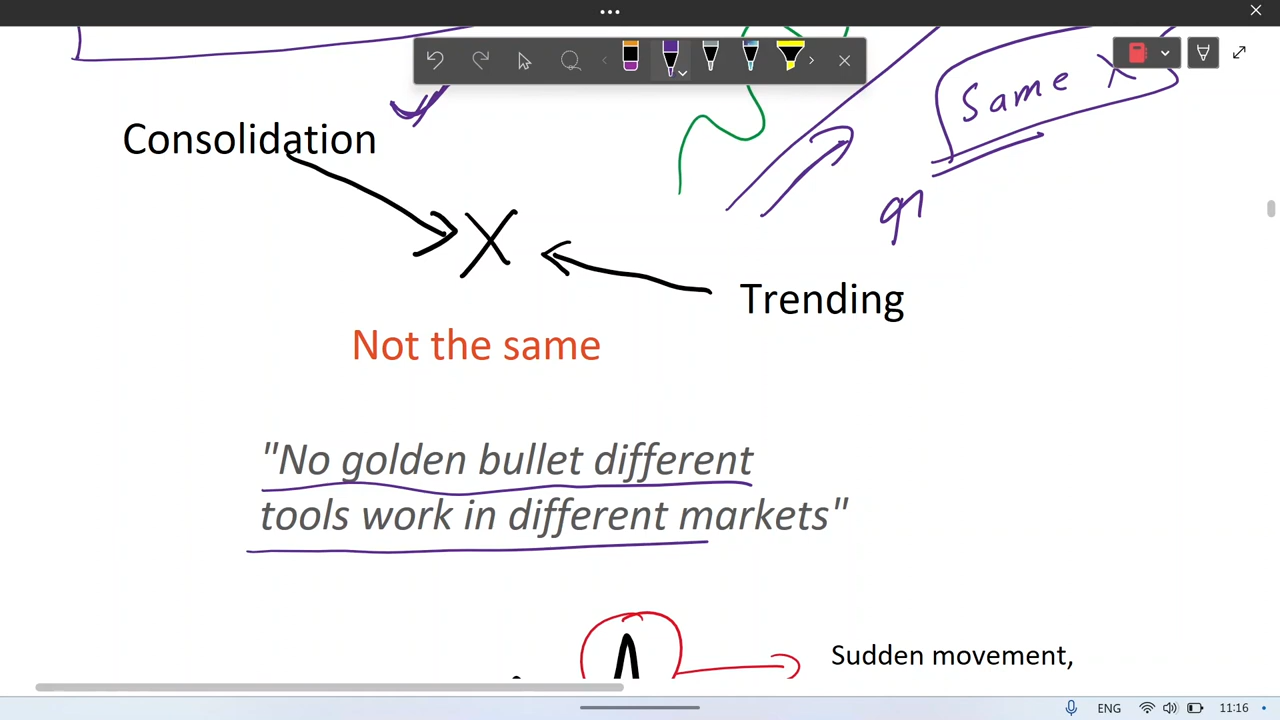 Same X
Consolidation
X
Trending
Not the same
"No golden bullet different
tools work in different markets"
Sudden movement,
ENG
11:16